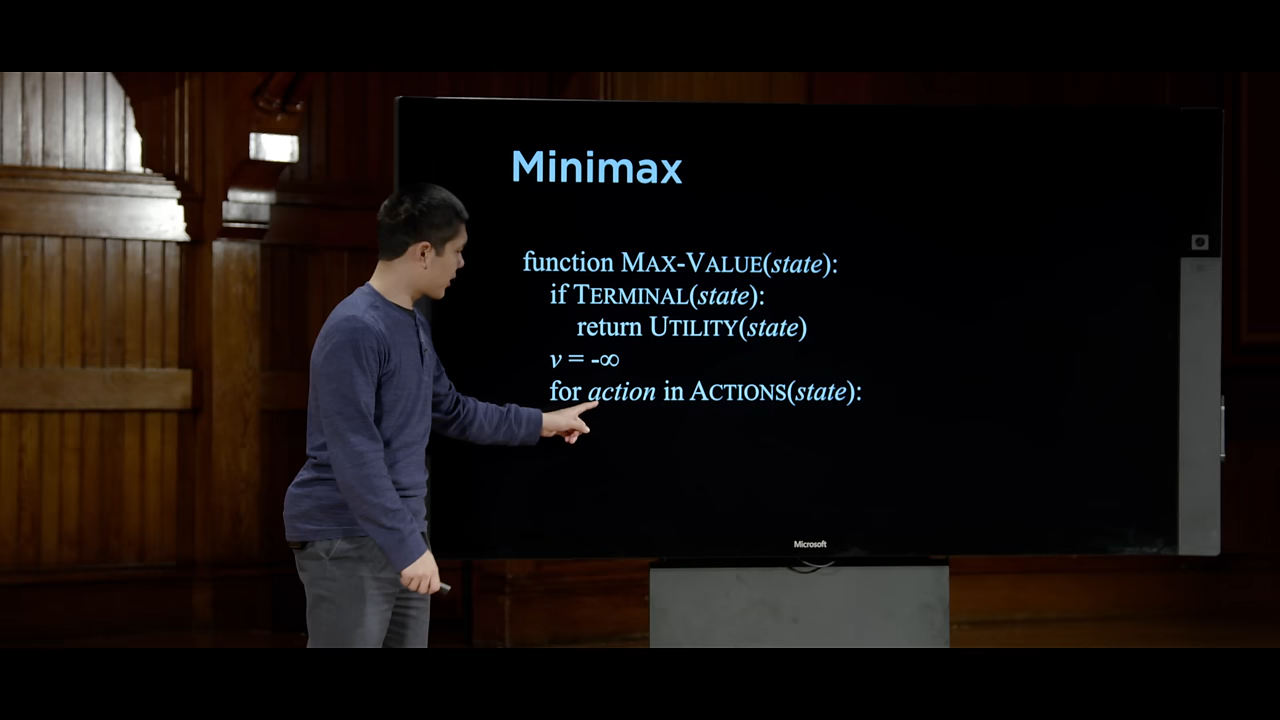 Minimax
function MAX-VALUE(state):
if TERMINAL(state):
return UTILITY(state)
v = -∞
for action in ACTIONS(state):
Microsoft